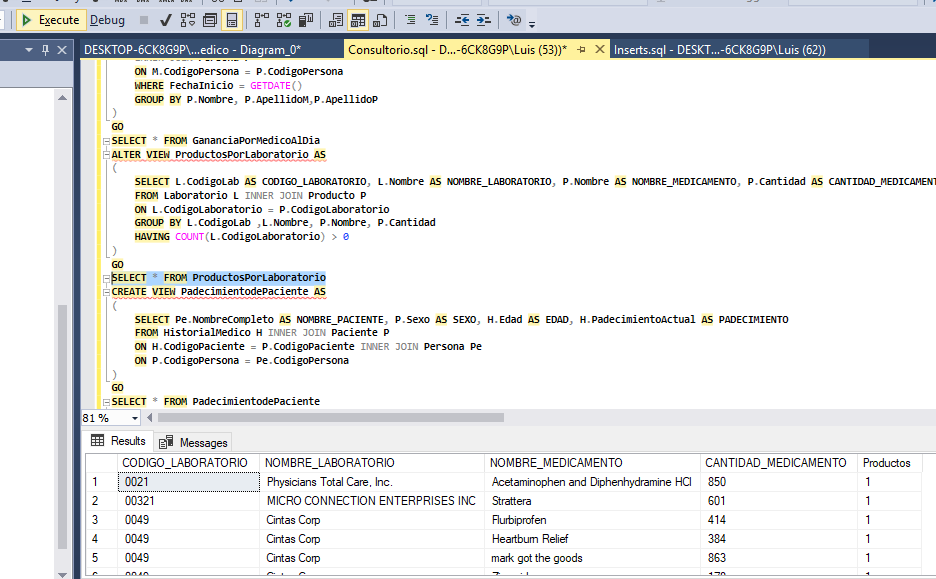 Execute Debug
DESKTOP-6CK8G9P\...edico - Diagram_0* Consultorio.sql - D...-6CK8G9P\Luis (53))* Inserts.sql - DESKT...-6CK8G9P\Luis (62))
ON M.CodigoPersona = P.CodigoPersona
WHERE FechaInicio = GETDATE()
GROUP BY P.Nombre, P.ApellidoM,P.ApellidoP
)
GO
SELECT * FROM GananciaPorMedicoAlDia
ALTER VIEW ProductosPorLaboratorio AS
(
SELECT L.CodigoLab AS CODIGO_LABORATORIO, L.Nombre AS NOMBRE_LABORATORIO, P.Nombre AS NOMBRE_MEDICAMENTO, P.Cantidad AS CANTIDAD_MEDICAMENT
FROM Laboratorio L INNER JOIN Producto P
ON L.CodigoLaboratorio = P.CodigoLaboratorio
GROUP BY L.CodigoLab ,L.Nombre, P.Nombre, P.Cantidad
HAVING COUNT(L.CodigoLaboratorio) > 0
)
GO
SELECT * FROM ProductosPorLaboratorio
CREATE VIEW PadecimientodePaciente AS
(
SELECT Pe.NombreCompleto AS NOMBRE_PACIENTE, P.Sexo AS SEXO, H.Edad AS EDAD, H.PadecimientoActual AS PADECIMIENTO
FROM HistorialMedico H INNER JOIN Paciente P
ON H.CodigoPaciente = P.CodigoPaciente INNER JOIN Persona Pe
ON P.CodigoPersona = Pe.CodigoPersona
)
GO
SELECT * FROM PadecimientodePaciente
81 %
Results Messages
CODIGO_LABORATORIO NOMBRE_LABORATORIO NOMBRE_MEDICAMENTO CANTIDAD_MEDICAMENTO Productos
1 0021 Physicians Total Care, Inc. Acetaminophen and Diphenhydramine HCl 850 1
2 00321 MICRO CONNECTION ENTERPRISES INC Strattera 601 1
3 0049 Cintas Corp Flurbiprofen 414 1
4 0049 Cintas Corp Heartburn Relief 384 1
5 0049 Cintas Corp mark got the goods 863 1